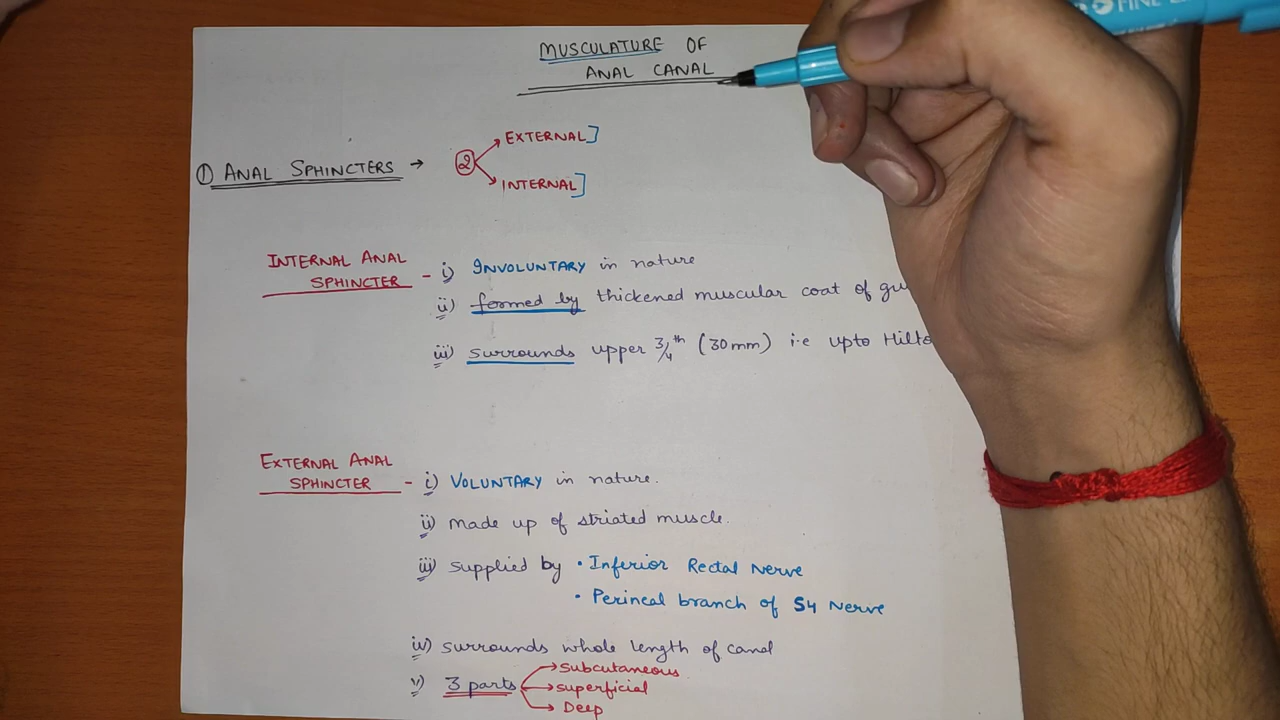 MUSCULATURE OF
ANAL CANAL
① ANAL SPHINCTERS → ② EXTERNAL]
INTERNAL]
INTERNAL ANAL
SPHINCTER - i) INVOLUNTARY in nature
ii) formed by thickened muscular coat of gu
iii) surrounds upper 3/4th (30mm) i.e upto Hilto
EXTERNAL ANAL
SPHINCTER - i) VOLUNTARY in nature.
ii) made up of striated muscle.
iii) supplied by • Inferior Rectal Nerve
• Perineal branch of S4 Nerve
iv) surrounds whole length of canal
v) 3 parts → subcutaneous
→ superficial
→ Deep
FINE